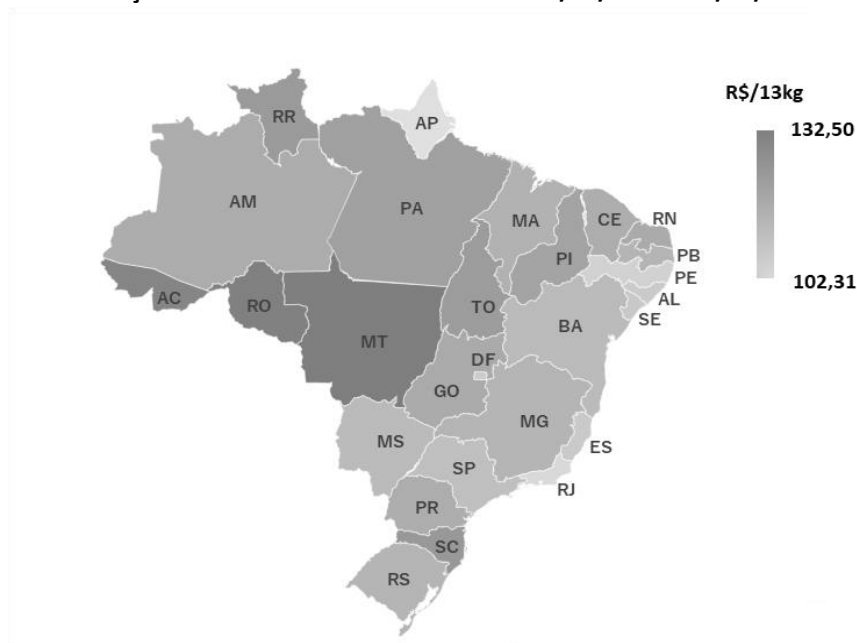 R$/13kg
132,50
102,31
RR
AP
AM
PA
MA
CE
RN
PI
PB
PE
AL
SE
AC
RO
TO
BA
MT
DF
GO
MG
MS
ES
SP
RJ
PR
SC
RS